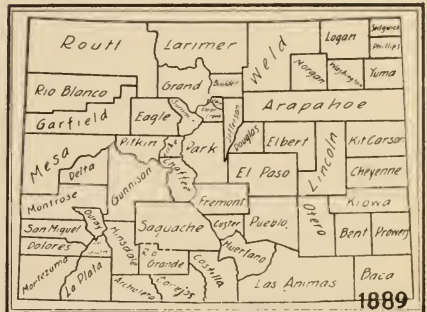 Routt Larimer Weld Logan Sedgwick
Phillips
Grand Boulder Morgan Washington Yuma
Rio Blanco
Eagle Summit Arapahoe
Garfield Jefferson
Douglas Elbert Lincoln Kit Carson
Mesa Pitkin Lake Park
Delta Chaffee El Paso Cheyenne
Gunnison
Montrose Fremont Kiowa
Ouray Otero
San Miguel Hinsdale Saguache Custer Pueblo Bent Prowers
Dolores
Huerfano
Montezuma La Plata Rio
Grande Costilla
Archuleta Conejos Las Animas Baca
1889